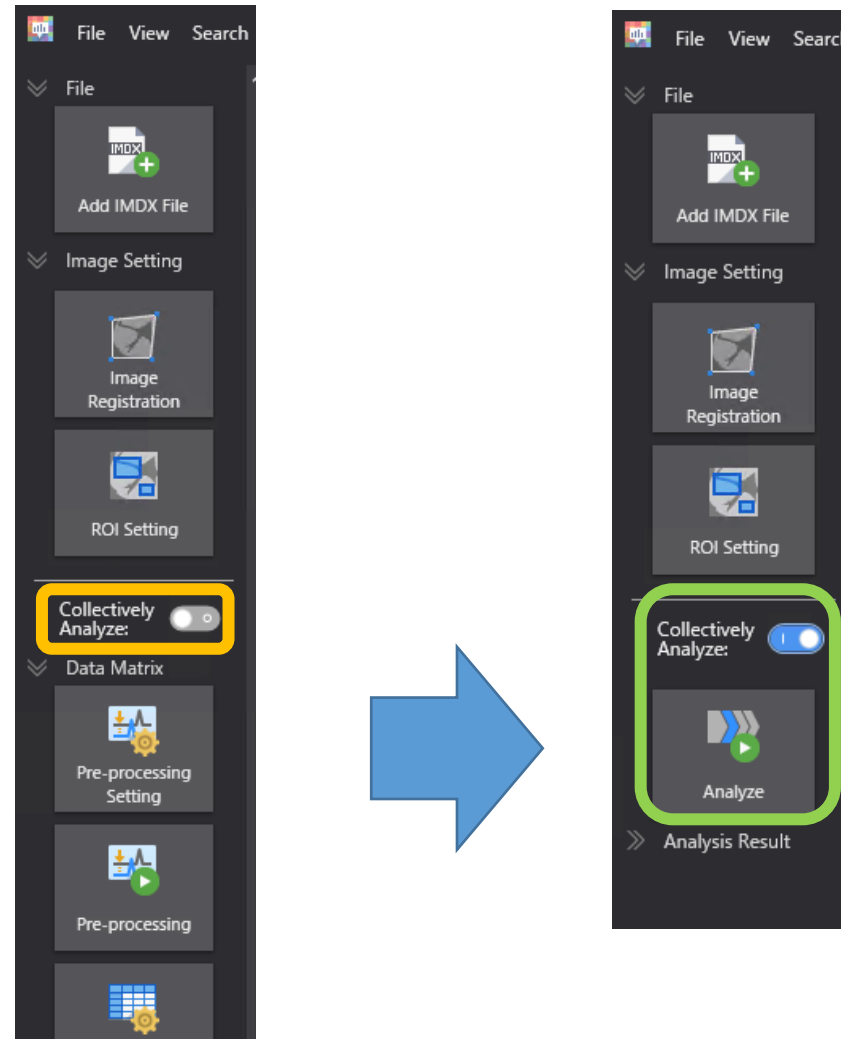 File View Search
File
IMDX
Add IMDX File
Image Setting
Image
Registration
ROI Setting
Collectively
Analyze:
Data Matrix
Pre-processing
Setting
Pre-processing
File View Searc
File
IMDX
Add IMDX File
Image Setting
Image
Registration
ROI Setting
Collectively
Analyze:
Analyze
Analysis Result